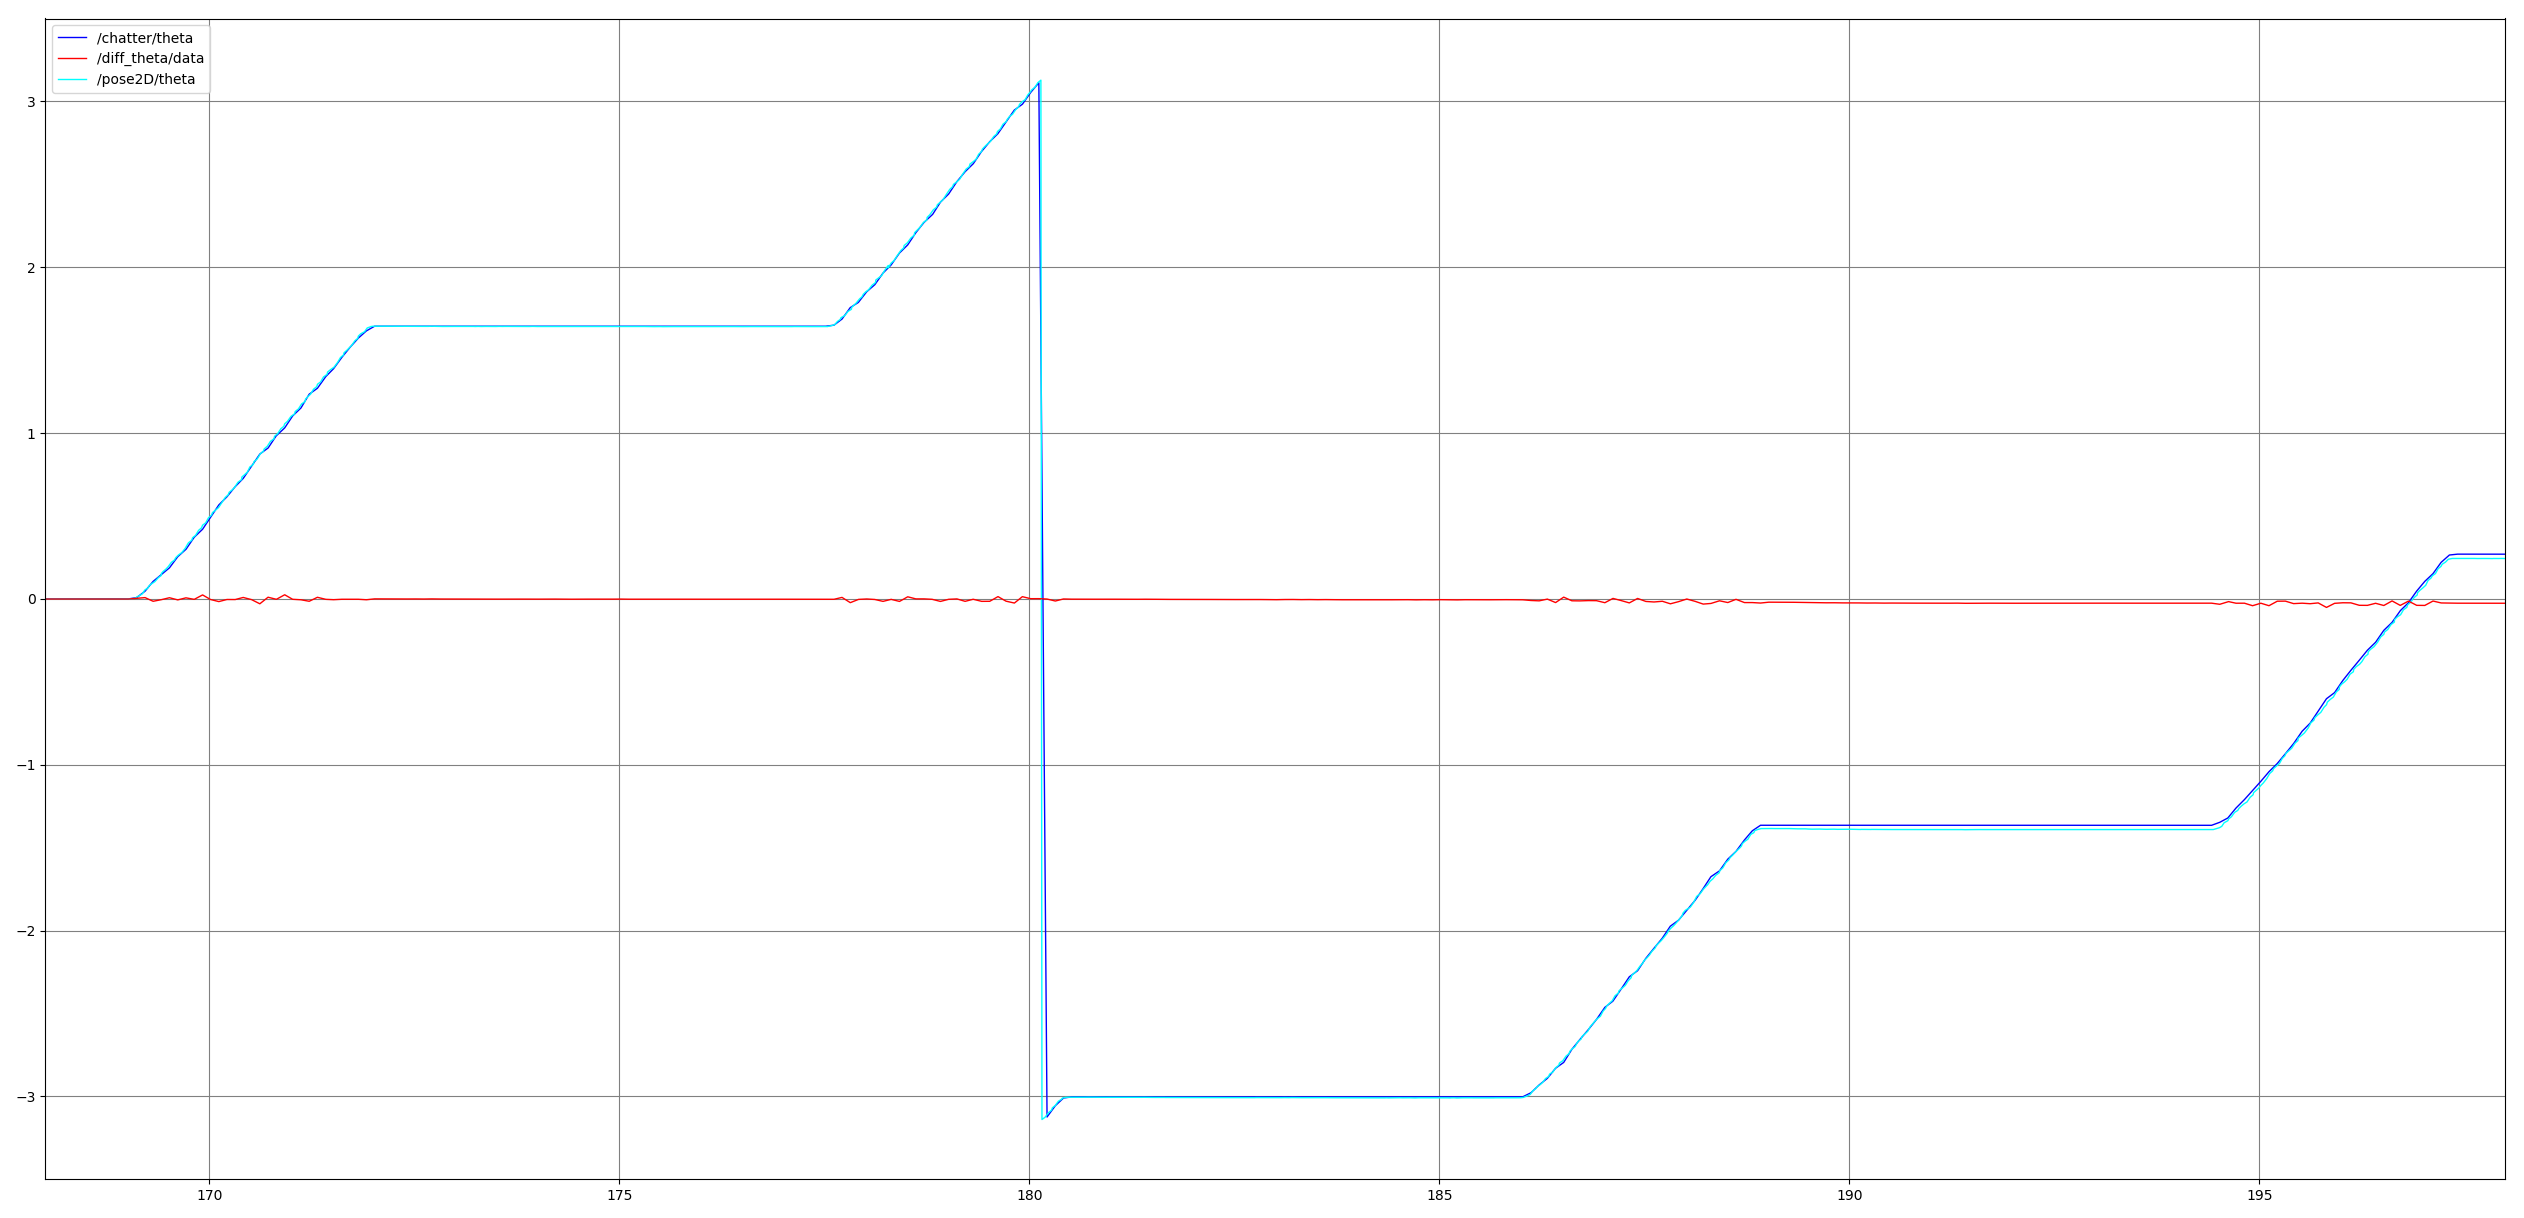 /chatter/theta
/diff_theta/data
/pose2D/theta
3
2
1
0
−1
−2
−3
170 175 180 185 190 195